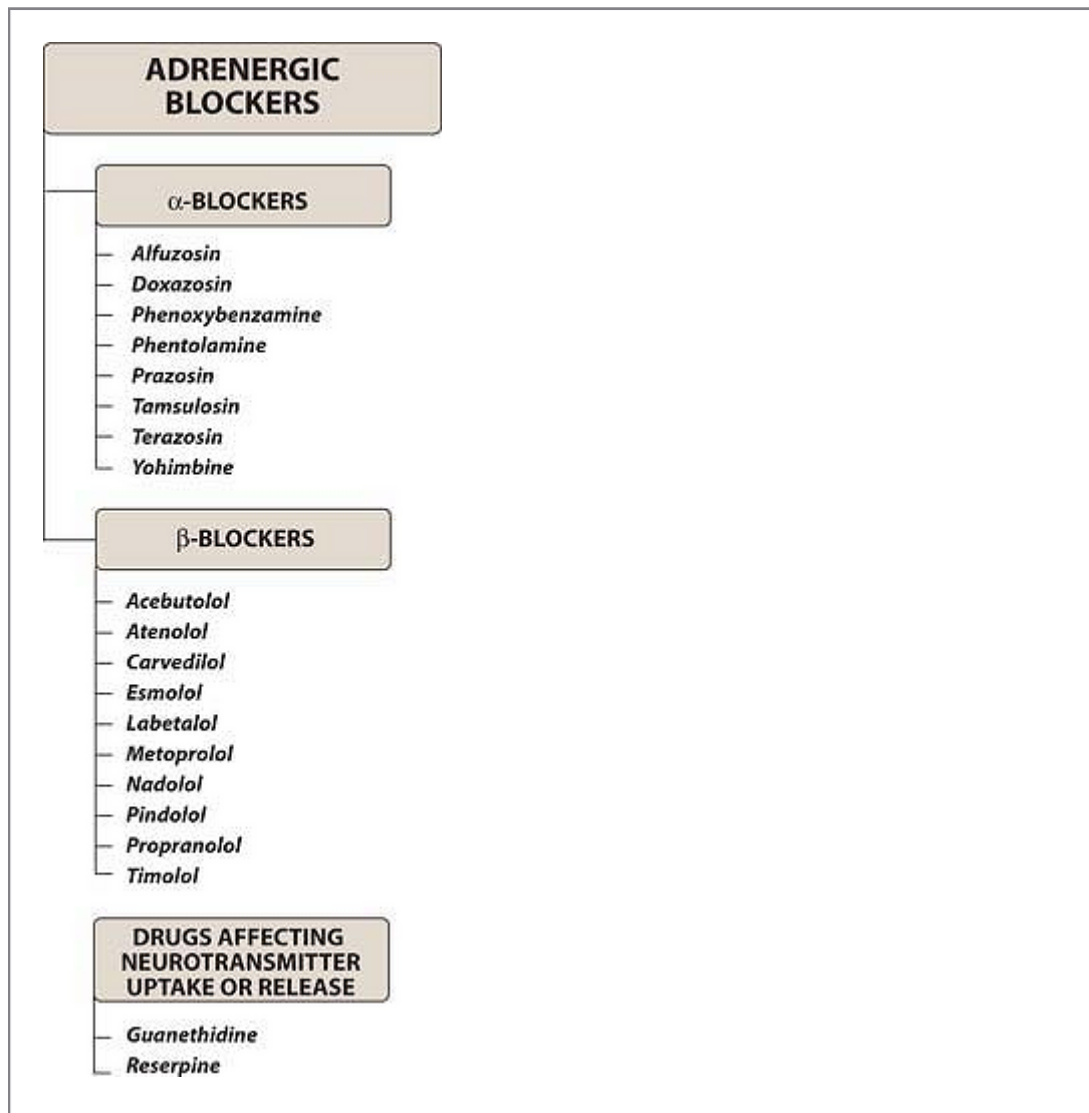 ADRENERGIC
BLOCKERS
α-BLOCKERS
Alfuzosin
Doxazosin
Phenoxybenzamine
Phentolamine
Prazosin
Tamsulosin
Terazosin
Yohimbine
β-BLOCKERS
Acebutolol
Atenolol
Carvedilol
Esmolol
Labetalol
Metoprolol
Nadolol
Pindolol
Propranolol
Timolol
DRUGS AFFECTING
NEUROTRANSMITTER
UPTAKE OR RELEASE
Guanethidine
Reserpine